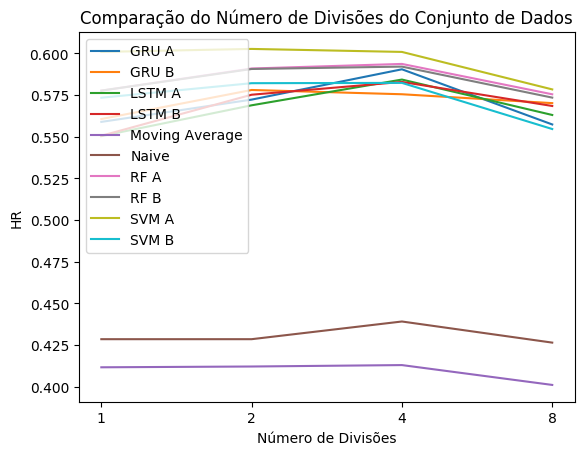 Comparação do Número de Divisões do Conjunto de Dados
HR
0.600
0.575
0.550
0.525
0.500
0.475
0.450
0.425
0.400
GRU A
GRU B
LSTM A
LSTM B
Moving Average
Naive
RF A
RF B
SVM A
SVM B
1
2
4
8
Número de Divisões